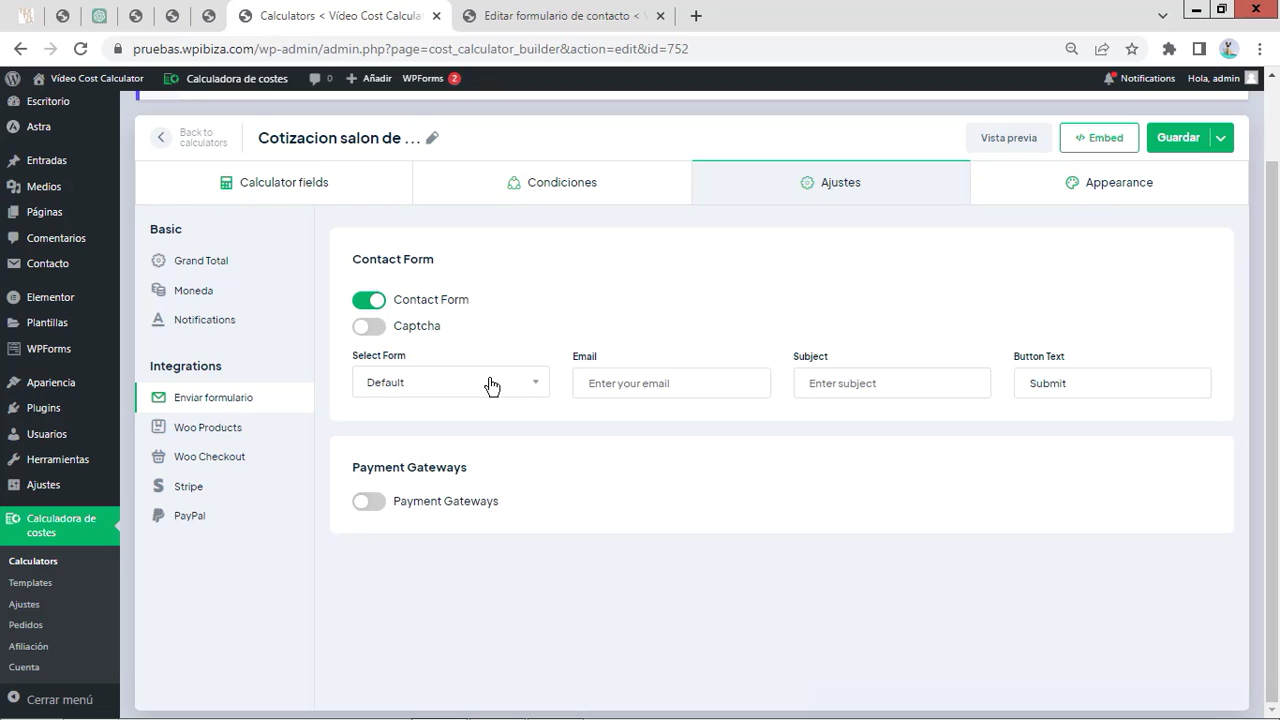 Calculators < Vídeo Cost Calcula
Editar formulario de contacto <
pruebas.wpibiza.com/wp-admin/admin.php?page=cost_calculator_builder&action=edit&id=752
Vídeo Cost Calculator
Calculadora de costes
0
Añadir
WPForms 2
Notifications
Hola, admin
Escritorio
Astra
Entradas
Medios
Páginas
Comentarios
Contacto
Elementor
Plantillas
WPForms
Apariencia
Plugins
Usuarios
Herramientas
Ajustes
Calculadora de
costes
Calculators
Templates
Ajustes
Pedidos
Afiliación
Cuenta
Cerrar menú
Back to
calculators
Cotizacion salon de ...
Vista previa
</> Embed
Guardar
Calculator fields
Condiciones
Ajustes
Appearance
Basic
Grand Total
Moneda
Notifications
Integrations
Enviar formulario
Woo Products
Woo Checkout
Stripe
PayPal
Contact Form
Contact Form
Captcha
Select Form
Email
Subject
Button Text
Default
Enter your email
Enter subject
Submit
Payment Gateways
Payment Gateways